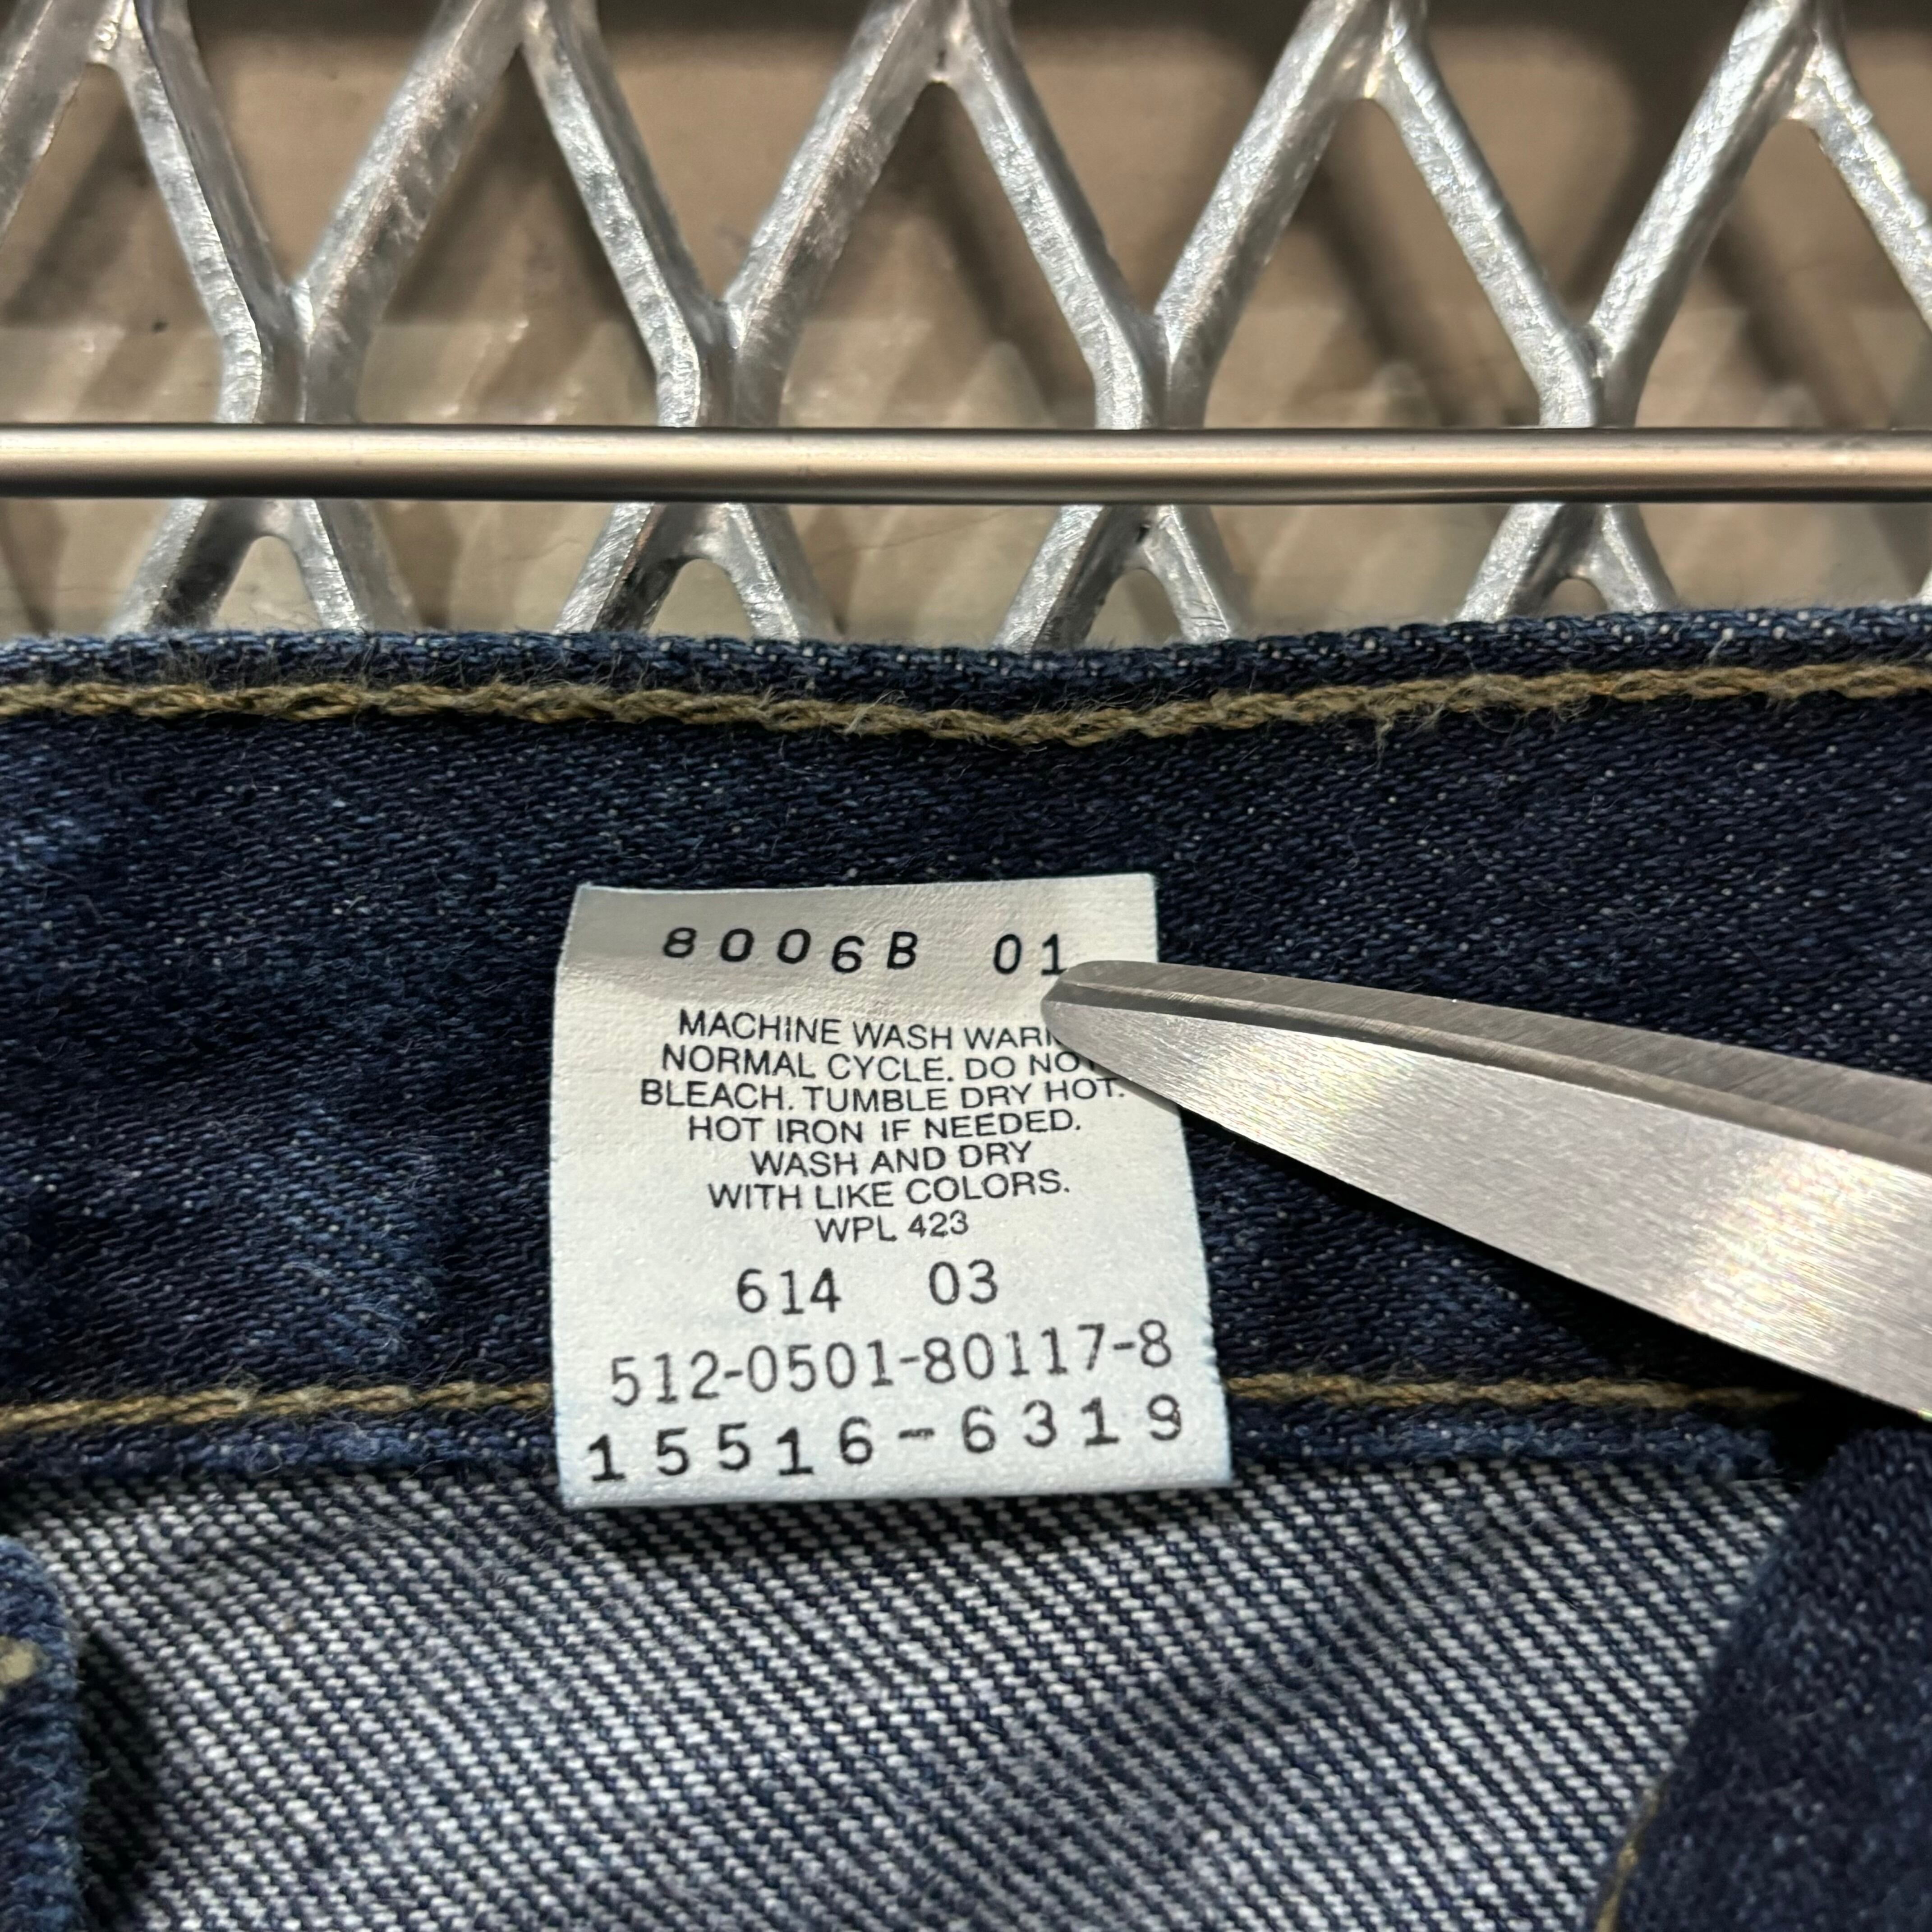 8006B 01
MACHINE WASH WAR
NORMAL CYCLE. DO NOT
BLEACH. TUMBLE DRY HOT.
HOT IRON IF NEEDED.
WASH AND DRY
WITH LIKE COLORS.
WPL 423
614 03
512-0501-80117-8
15516-6319